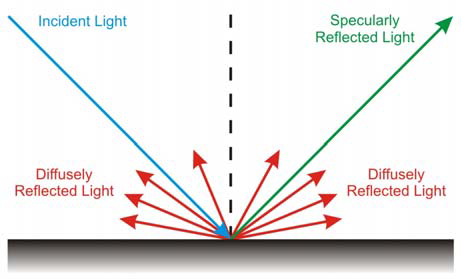 Incident Light
Specularly
Reflected Light
Diffusely
Reflected Light
Diffusely
Reflected Light